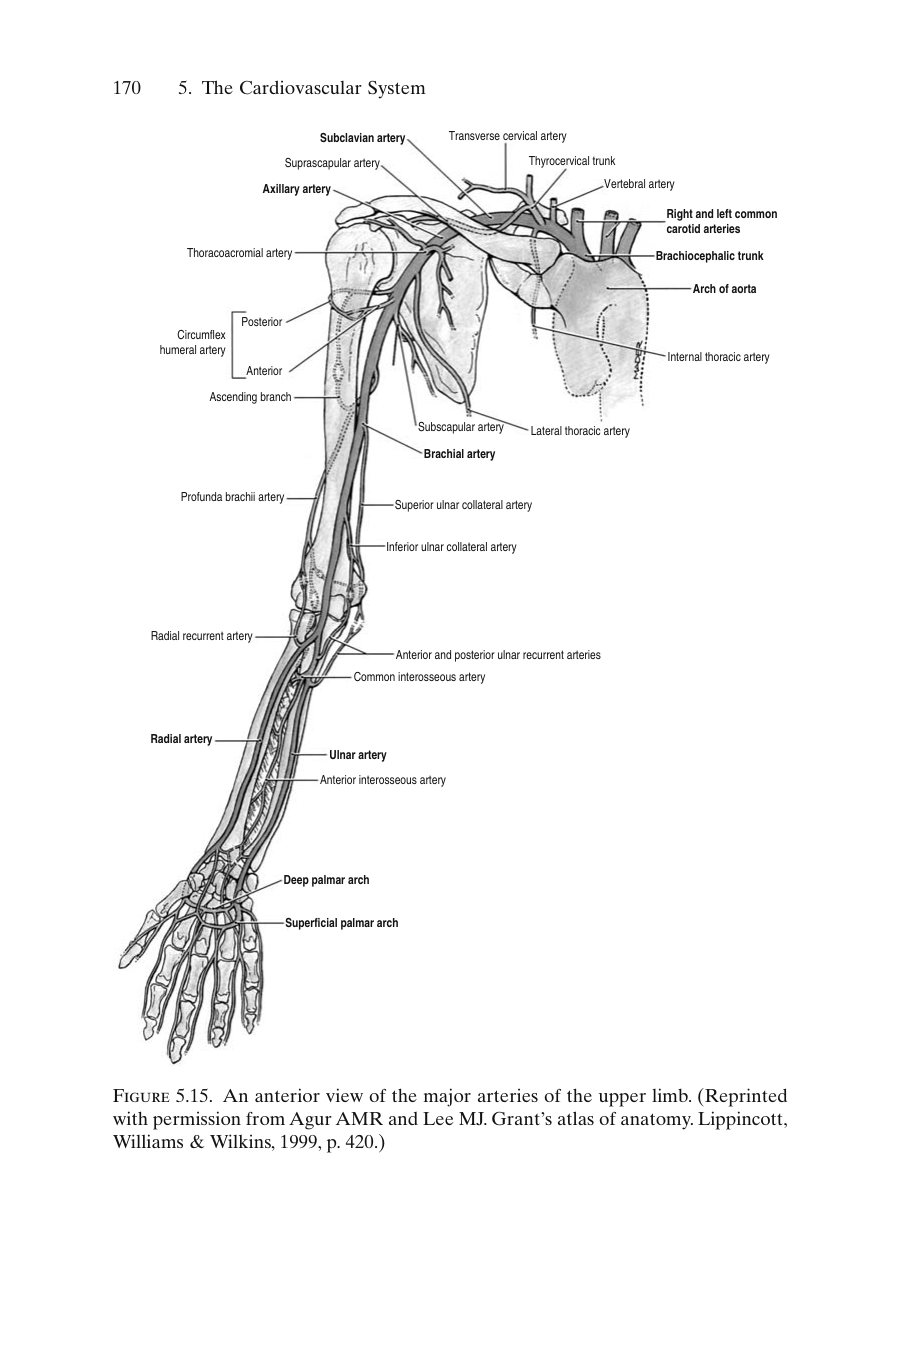 170 5. The Cardiovascular System
Subclavian artery
Transverse cervical artery
Suprascapular artery
Thyrocervical trunk
Axillary artery
Vertebral artery
Right and left common
carotid arteries
Thoracoacromial artery
Brachiocephalic trunk
Arch of aorta
Posterior
Circumflex
humeral artery
Internal thoracic artery
Anterior
Ascending branch
Subscapular artery
Lateral thoracic artery
Brachial artery
Profunda brachii artery
Superior ulnar collateral artery
Inferior ulnar collateral artery
Radial recurrent artery
Anterior and posterior ulnar recurrent arteries
Common interosseous artery
Radial artery
Ulnar artery
Anterior interosseous artery
Deep palmar arch
Superficial palmar arch
FIGURE 5.15. An anterior view of the major arteries of the upper limb. (Reprinted
with permission from Agur AMR and Lee MJ. Grant's atlas of anatomy. Lippincott,
Williams & Wilkins, 1999, p. 420.)